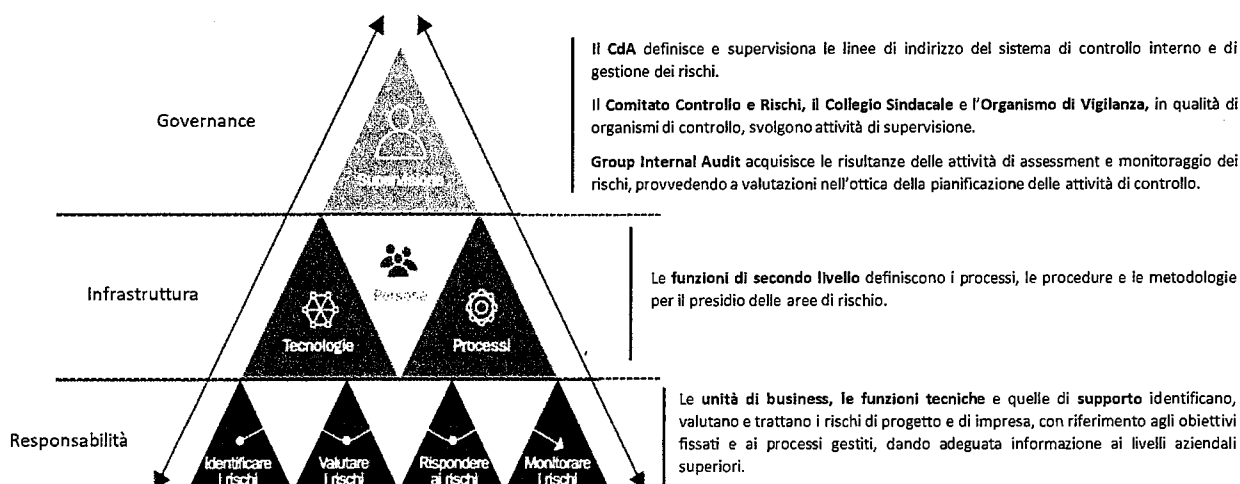 Governance
Supervisione
Il CdA definisce e supervisiona le linee di indirizzo del sistema di controllo interno e di
gestione dei rischi.
Il Comitato Controllo e Rischi, il Collegio Sindacale e l'Organismo di Vigilanza, in qualità di
organismi di controllo, svolgono attività di supervisione.
Group Internal Audit acquisisce le risultanze delle attività di assessment e monitoraggio dei
rischi, provvedendo a valutazioni nell'ottica della pianificazione delle attività di controllo.
Infrastruttura
Persone
Tecnologie
Processi
Le funzioni di secondo livello definiscono i processi, le procedure e le metodologie
per il presidio delle aree di rischio.
Responsabilità
Identificare
i rischi
Valutare
i rischi
Rispondere
ai rischi
Monitorare
i rischi
Le unità di business, le funzioni tecniche e quelle di supporto identificano,
valutano e trattano i rischi di progetto e di impresa, con riferimento agli obiettivi
fissati e ai processi gestiti, dando adeguata informazione ai livelli aziendali
superiori.